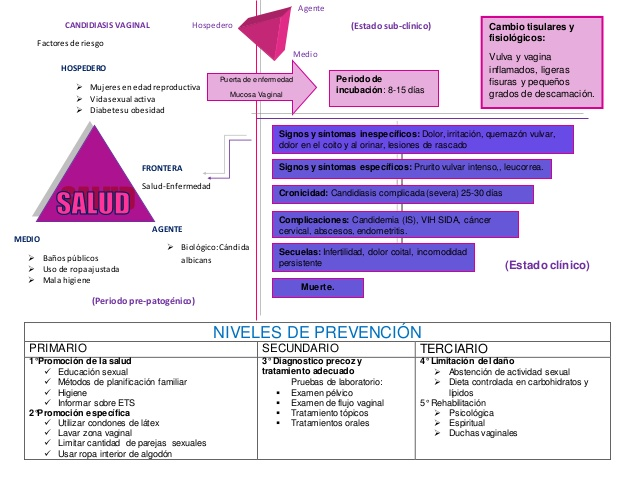 CANDIDIASIS VAGINAL
Factores de riesgo
Hospedero
Agente
Medio
(Estado sub-clínico)
Cambio tisulares y
fisiológicos:
Vulva y vagina
inflamados, ligeras
fisuras y pequeños
grados de descamación.
HOSPEDERO
Mujeres en edad reproductiva
Vida sexual activa
Diabetes u obesidad
Puerta de enfermedad
Mucosa Vaginal
Periodo de
incubación: 8-15 días
Signos y síntomas inespecíficos: Dolor, irritación, quemazón vulvar,
dolor en el coito y al orinar, lesiones de rascado
Signos y síntomas específicos: Prurito vulvar intenso,, leucorrea.
Cronicidad: Candidiasis complicada (severa) 25-30 días
Complicaciones: Candidemia (IS), VIH SIDA, cáncer
cervical, abscesos. endometritis.
Secuelas: Infertilidad, dolor coital, incomodidad
persistente
Muerte.
(Estado clínico)
FRONTERA
Salud-Enfermedad
SALUD
AGENTE
Biológico: Cándida
albicans
MEDIO
Baños públicos
Uso de ropa ajustada
Mala higiene
(Periodo pre-patogénico)
NIVELES DE PREVENCIÓN
PRIMARIO
1°Promoción de la salud
Educación sexual
Métodos de planificación familiar
Higiene
Informar sobre ETS
2°Promoción especifica
Utilizar condones de látex
Lavar zona vaginal
Limitar cantidad de parejas sexuales
Usar ropa interior de algodón
SECUNDARIO
3° Diagnostico precoz y
tratamiento adecuado
Pruebas de laboratorio:
Examen pélvico
Examen de flujo vaginal
Tratamiento tópicos
Tratamientos orales
TERCIARIO
4° Limitación del daño
Abstención de actividad sexual
Dieta controlada en carbohidratos y
lípidos
5° Rehabilitación
Psicológica
Espiritual
Duchas vaginales